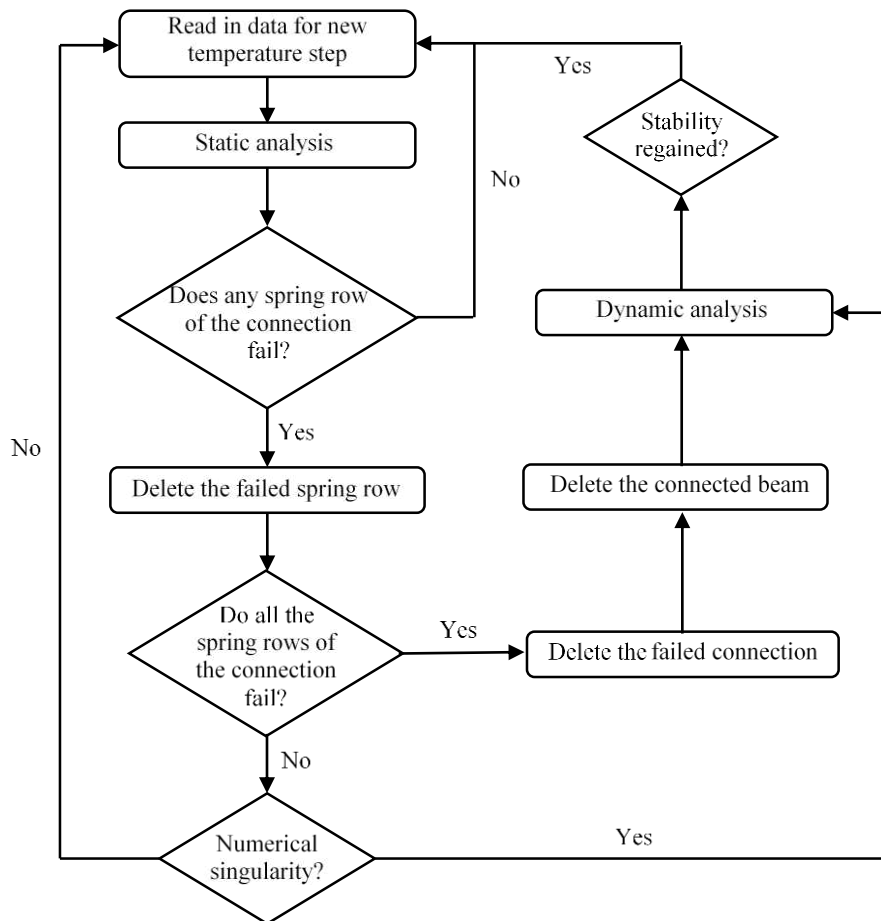 Read in data for new
temperature step
Yes
Stability
regained?
Static analysis
No
Does any spring row
of the connection
fail?
Dynamic analysis
Yes
No
Delete the failed spring row
Delete the connected beam
Do all the
spring rows of
the connection
fail?
Yes
Delete the failed connection
No
Numerical
singularity?
Yes